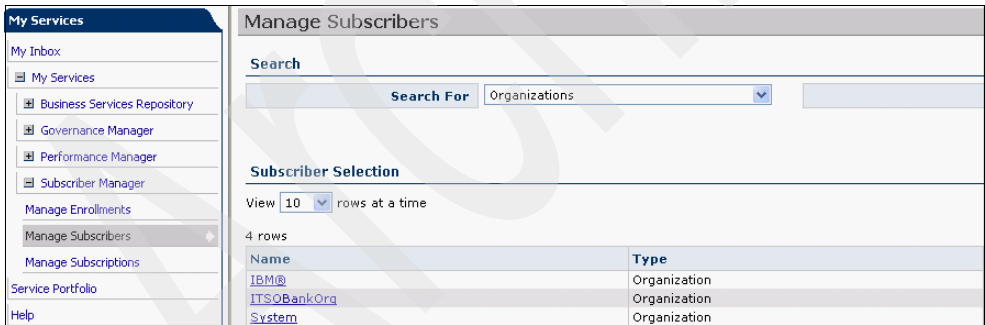 My Services
My Inbox
My Services
Business Services Repository
Governance Manager
Performance Manager
Subscriber Manager
Manage Enrollments
Manage Subscribers
Manage Subscriptions
Service Portfolio
Help
Manage Subscribers
Search
Search For Organizations
Subscriber Selection
View 10 rows at a time
4 rows
Name Type
IBM® Organization
ITSOBankOrg Organization
System Organization